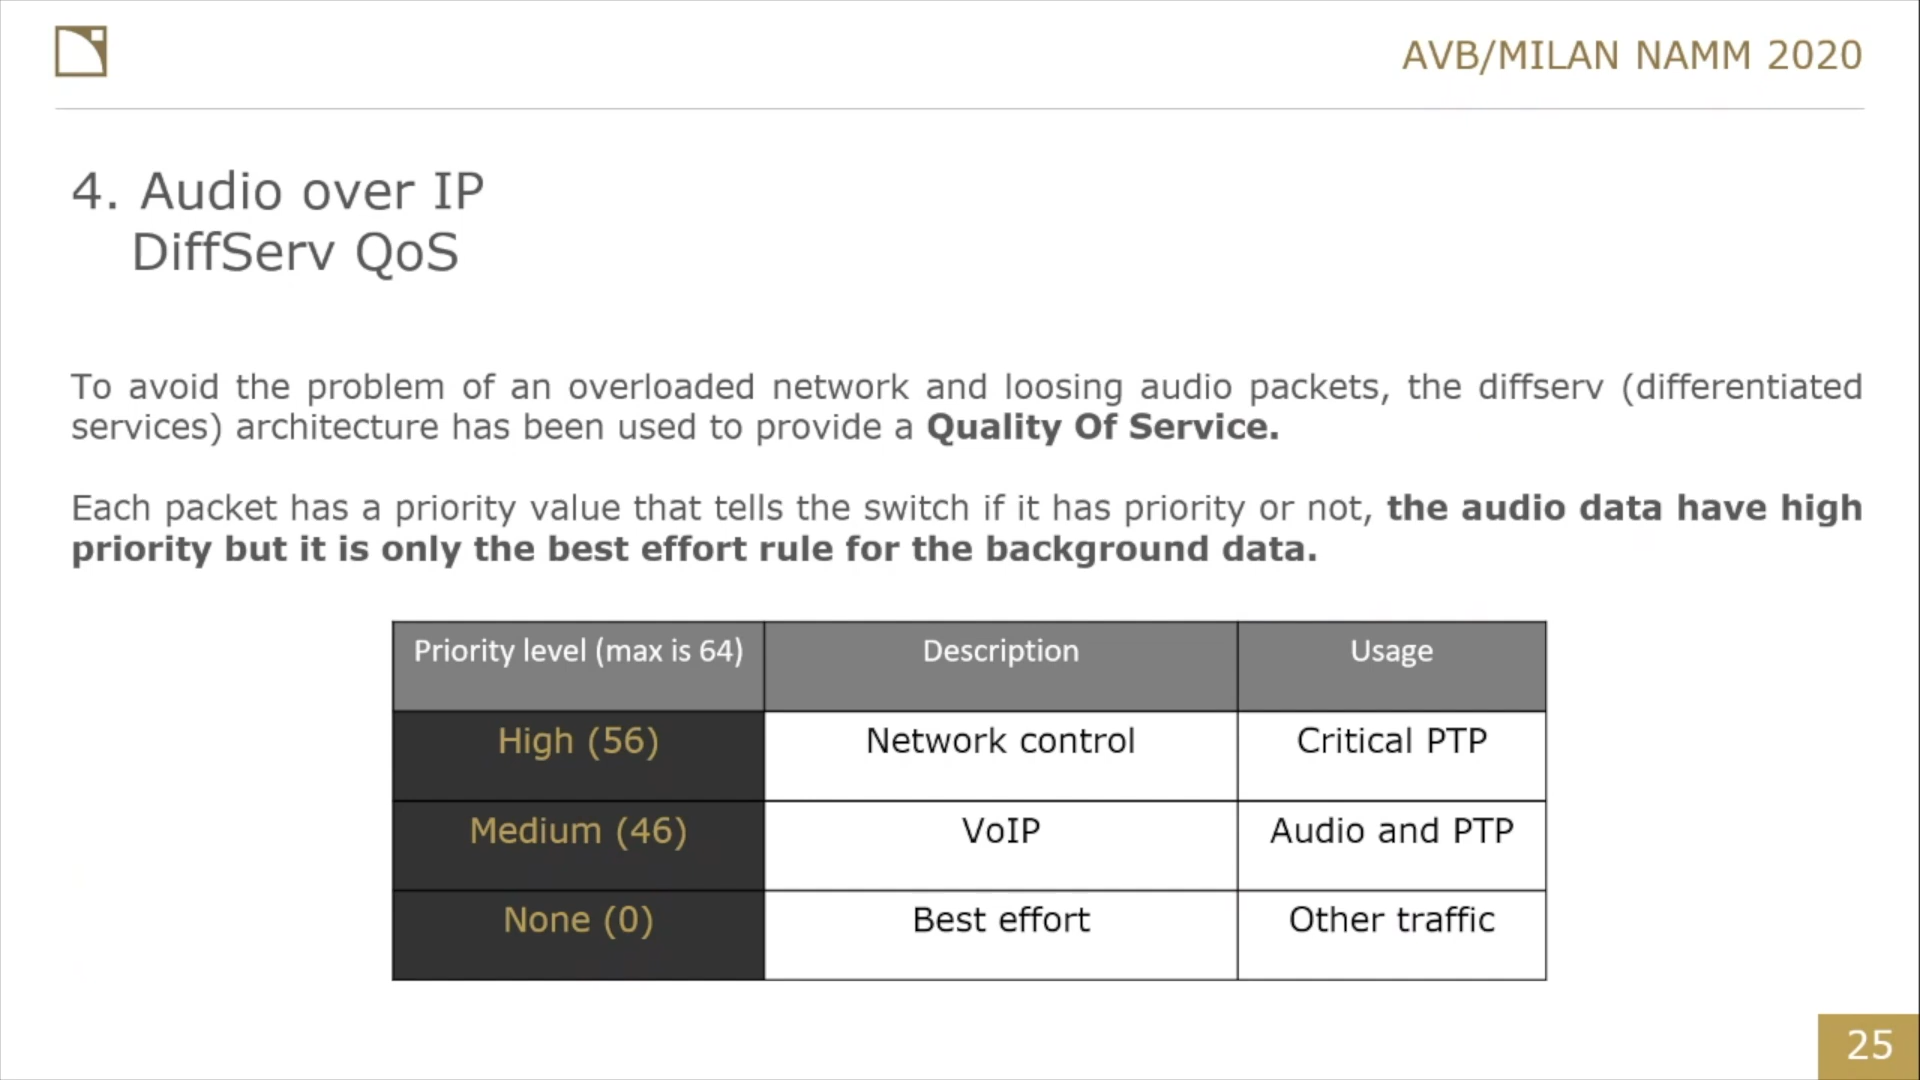 AVB/MILAN NAMM 2020
4. Audio over IP
DiffServ QoS
To avoid the problem of an overloaded network and loosing audio packets, the diffserv (differentiated
services) architecture has been used to provide a Quality Of Service.
Each packet has a priority value that tells the switch if it has priority or not, the audio data have high
priority but it is only the best effort rule for the background data.
Priority level (max is 64) Description Usage
High (56) Network control Critical PTP
Medium (46) VoIP Audio and PTP
None (0) Best effort Other traffic
25